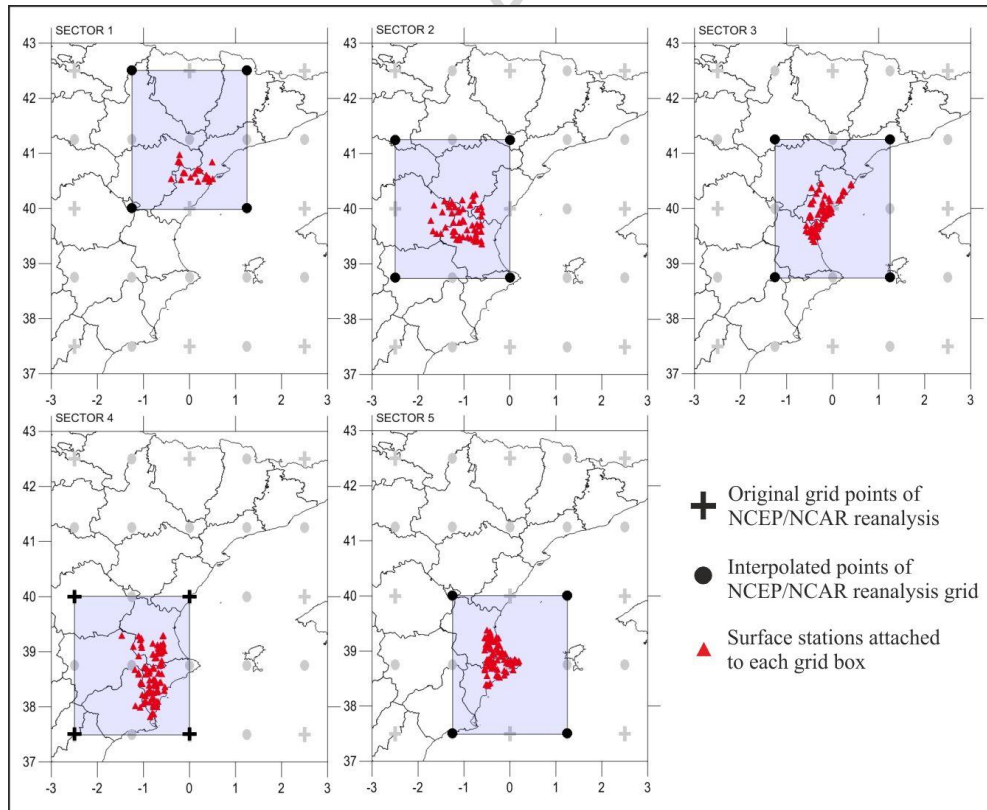 SECTOR 1
SECTOR 2
SECTOR 3
43
42
41
40
39
38
37
-3 -2 -1 0 1 2 3
43
42
41
40
39
38
37
-3 -2 -1 0 1 2 3
43
42
41
40
39
38
37
-3 -2 -1 0 1 2 3
SECTOR 4
SECTOR 5
43
42
41
40
39
38
37
-3 -2 -1 0 1 2 3
43
42
41
40
39
38
37
-3 -2 -1 0 1 2 3
Original grid points of
NCEP/NCAR reanalysis
Interpolated points of
NCEP/NCAR reanalysis grid
Surface stations attached
to each grid box